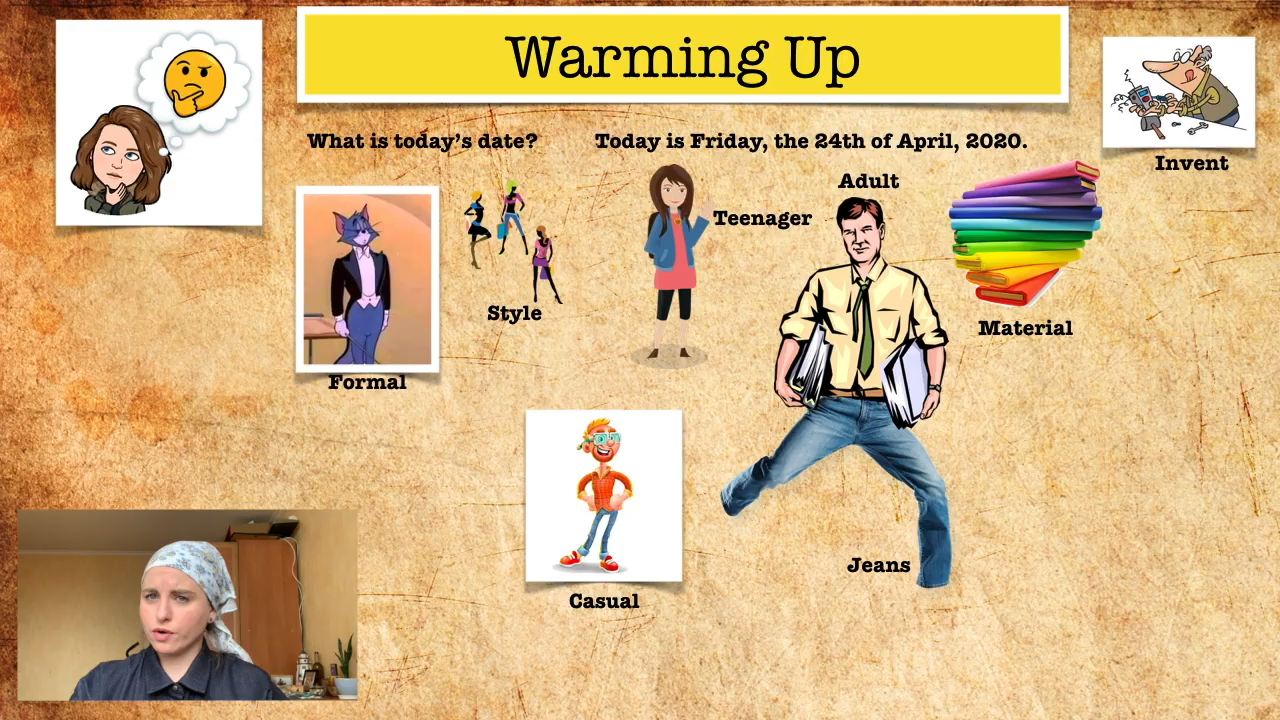 Warming Up
What is today's date?
Today is Friday, the 24th of April, 2020.
Invent
Adult
Teenager
Style
Material
Formal
Jeans
Casual